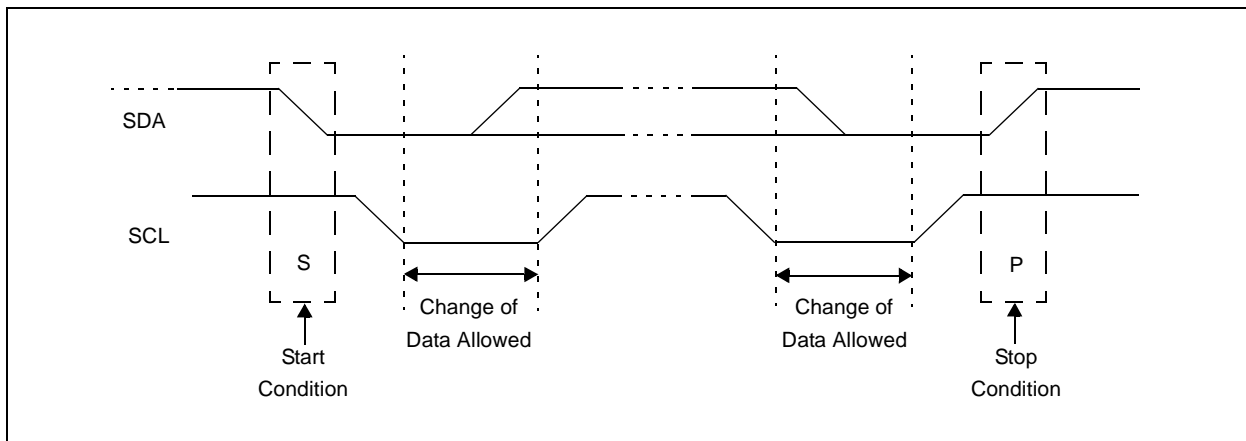 SDA
SCL
S
P
Change of
Data Allowed
Change of
Data Allowed
Start
Condition
Stop
Condition